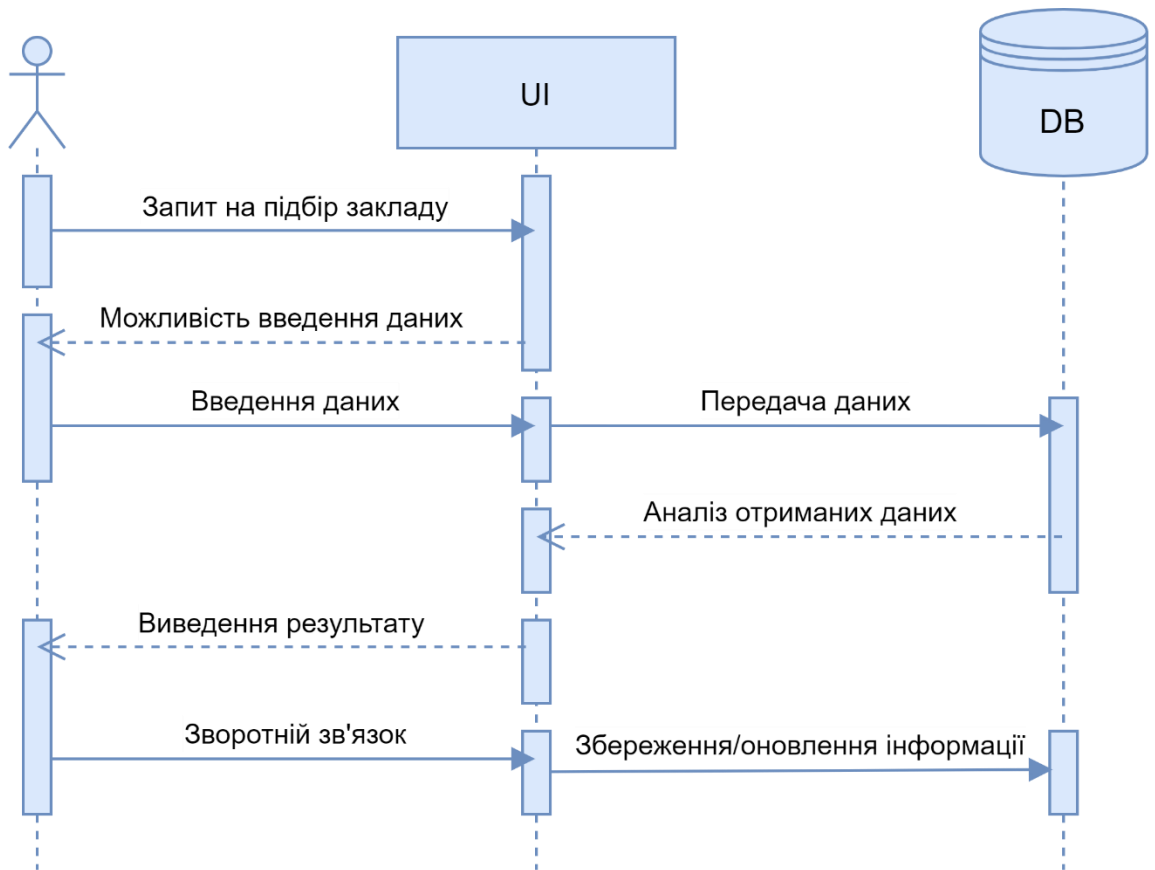 UI
DB
Запит на підбір закладу
Можливість введення даних
Введення даних
Передача даних
Аналіз отриманих даних
Виведення результату
Зворотній зв'язок
Збереження/оновлення інформації